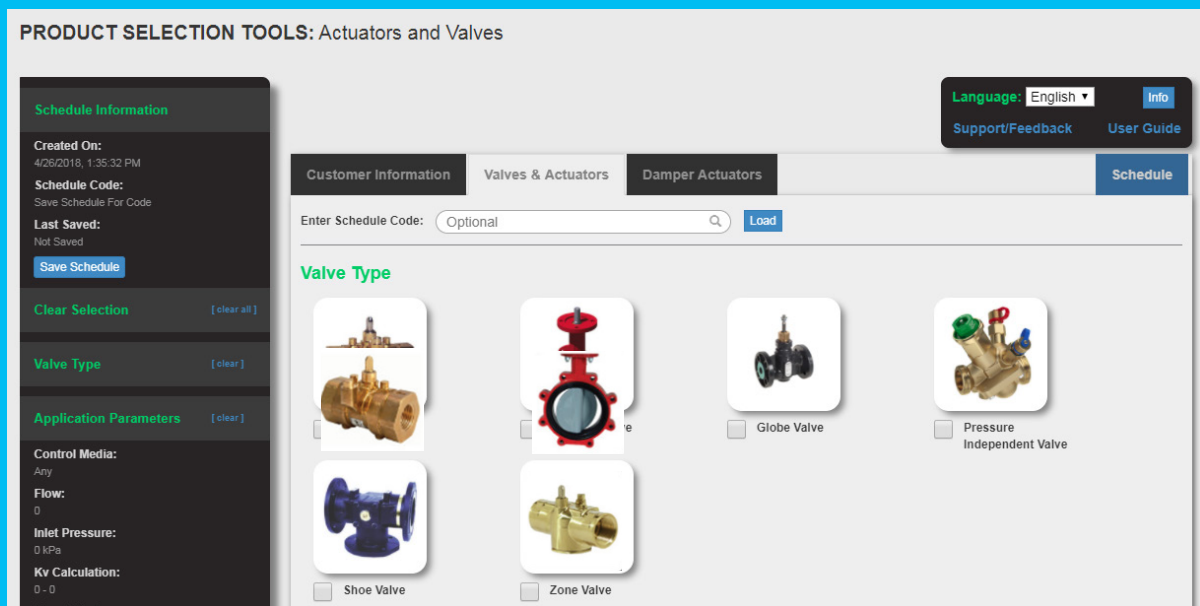 PRODUCT SELECTION TOOLS: Actuators and Valves
Schedule Information
Created On:
4/26/2018, 1:35:32 PM
Schedule Code:
Save Schedule For Code
Last Saved:
Not Saved
Save Schedule
Clear Selection [ clear all ]
Valve Type [ clear ]
Application Parameters [ clear ]
Control Media:
Any
Flow:
0
Inlet Pressure:
0 kPa
Kv Calculation:
0 - 0
Language: English Info
Support/Feedback User Guide
Customer Information Valves & Actuators Damper Actuators Schedule
Enter Schedule Code: Optional Load
Valve Type
Globe Valve
Pressure
Independent Valve
Shoe Valve
Zone Valve